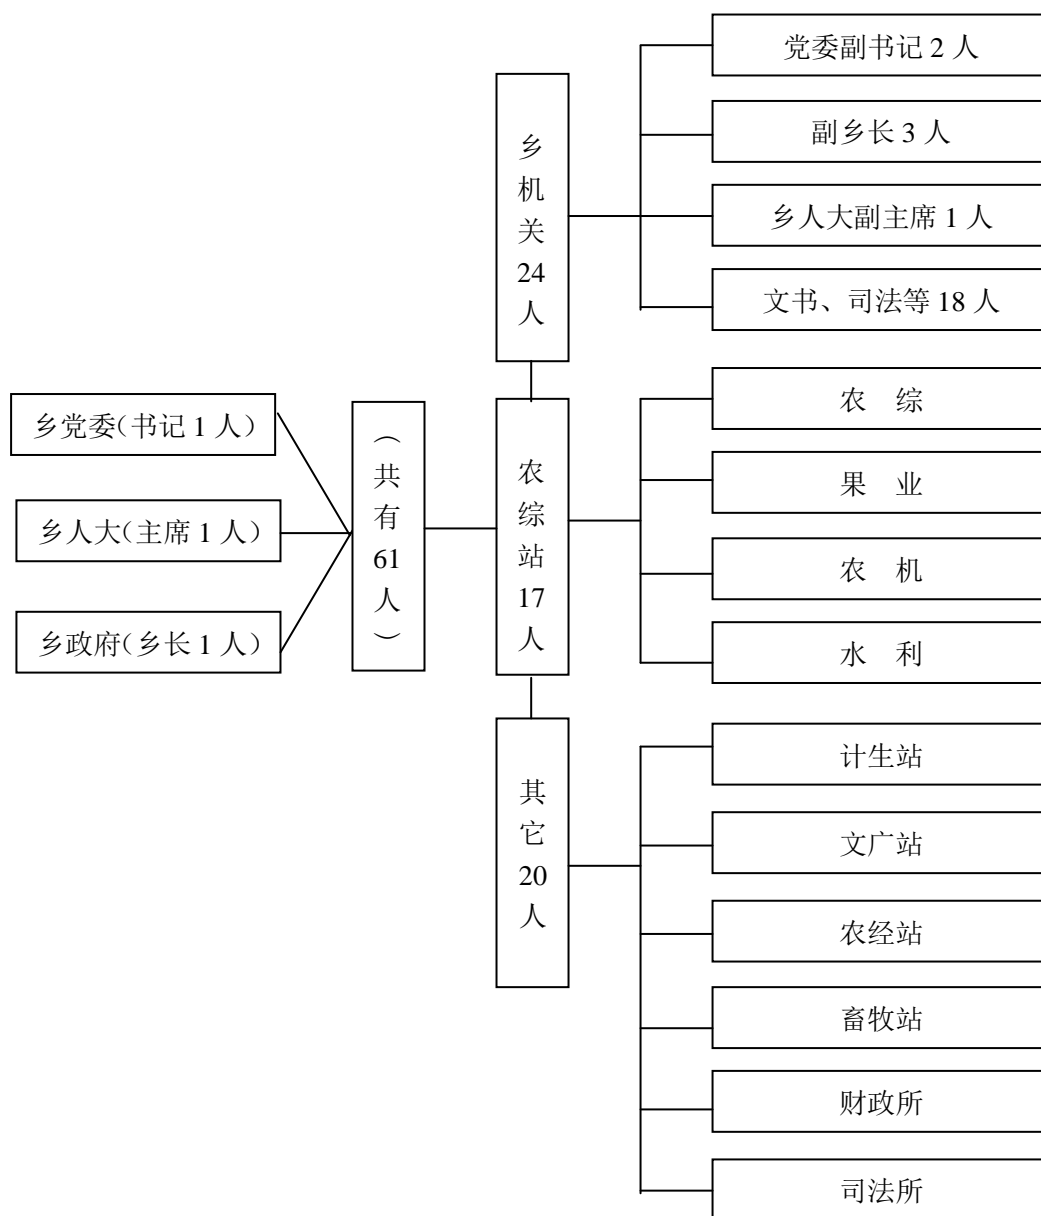 乡党委（书记 1 人）
乡人大（主席 1 人）
乡政府（乡长 1 人）
（共有61人）
乡机关24人
党委副书记 2 人
副乡长 3 人
乡人大副主席 1 人
文书、司法等 18 人
农综站17人
农 综
果 业
农 机
水 利
其它20人
计生站
文广站
农经站
畜牧站
财政所
司法所